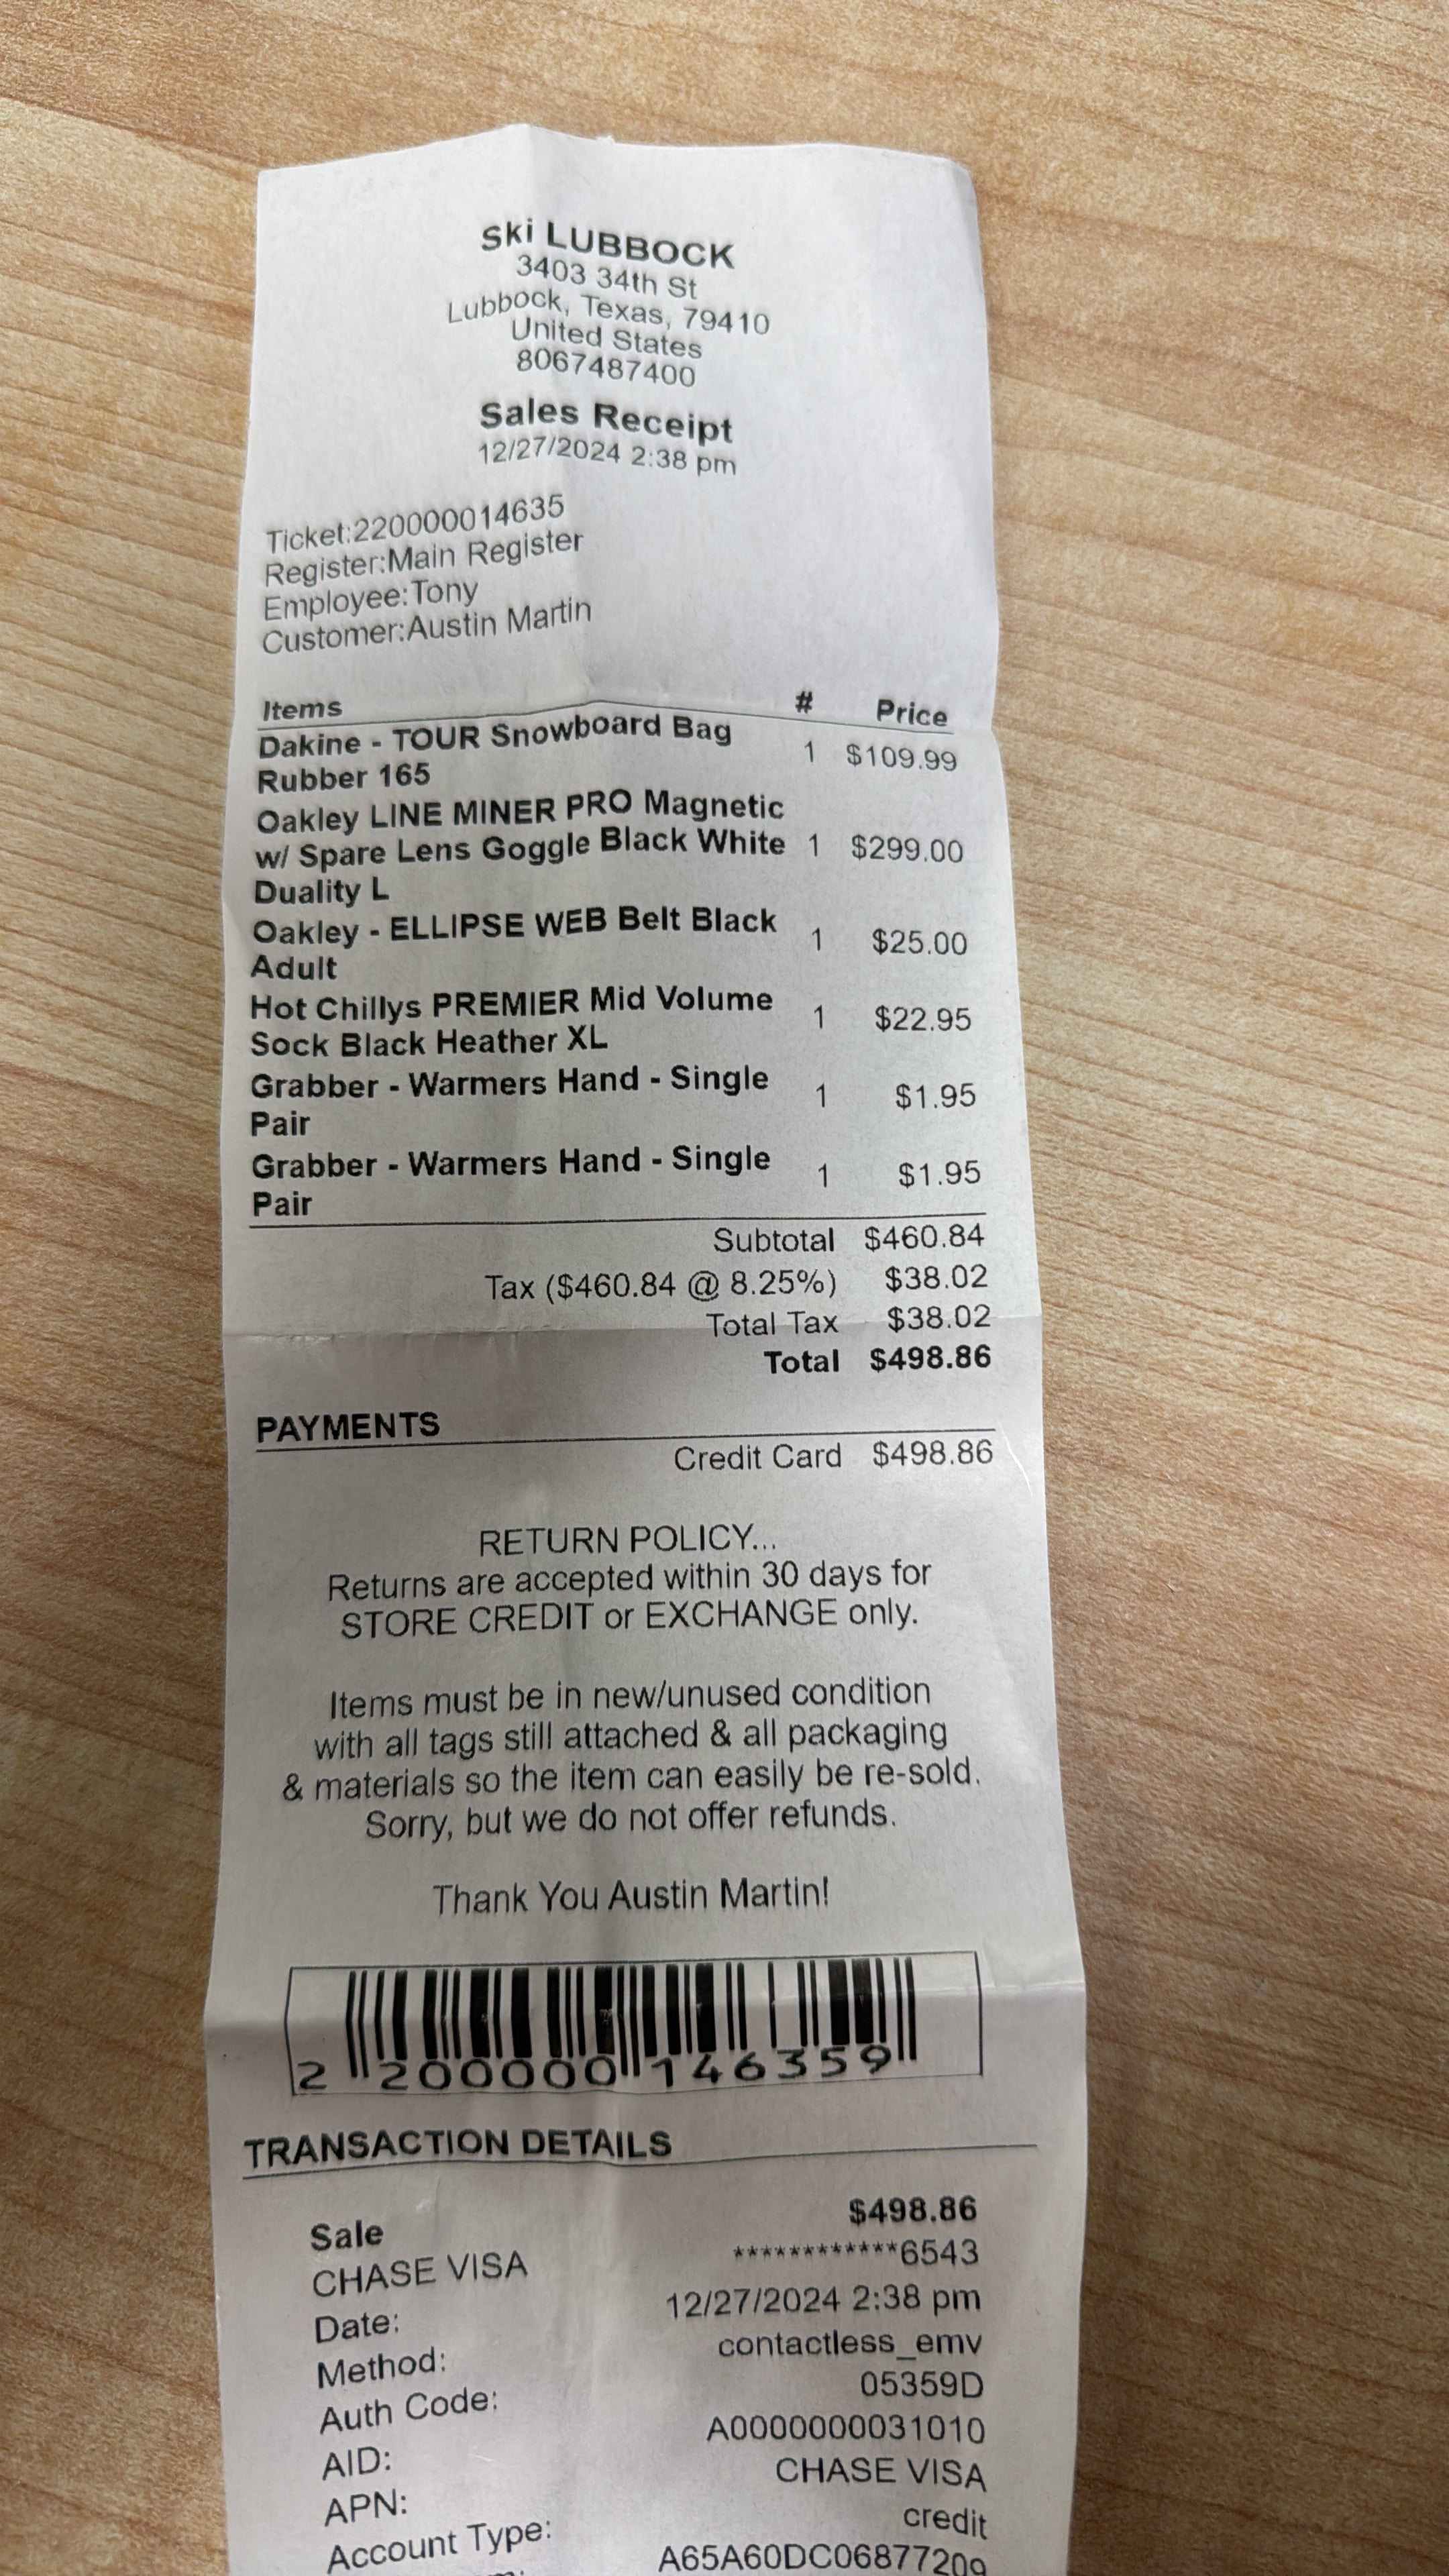 Ski LUBBOCK
3403 34th St
Lubbock, Texas, 79410
United States
8067487400
Sales Receipt
12/27/2024 2:38 pm
Ticket:220000014635
Register:Main Register
Employee:Tony
Customer:Austin Martin
Items # Price
Dakine - TOUR Snowboard Bag
Rubber 165 1 $109.99
Oakley LINE MINER PRO Magnetic
w/ Spare Lens Goggle Black White 1 $299.00
Duality L
Oakley - ELLIPSE WEB Belt Black
Adult 1 $25.00
Hot Chillys PREMIER Mid Volume
Sock Black Heather XL 1 $22.95
Grabber - Warmers Hand - Single
Pair 1 $1.95
Grabber - Warmers Hand - Single
Pair 1 $1.95
Subtotal $460.84
Tax ($460.84 @ 8.25%) $38.02
Total Tax $38.02
Total $498.86
PAYMENTS
Credit Card $498.86
RETURN POLICY...
Returns are accepted within 30 days for
STORE CREDIT or EXCHANGE only.
Items must be in new/unused condition
with all tags still attached & all packaging
& materials so the item can easily be re-sold.
Sorry, but we do not offer refunds.
Thank You Austin Martin!
2 200000 146359
TRANSACTION DETAILS
Sale $498.86
CHASE VISA ************6543
Date: 12/27/2024 2:38 pm
Method: contactless_emv
Auth Code: 05359D
AID: A0000000031010
APN: CHASE VISA
Account Type: credit
A65A60DC06877209